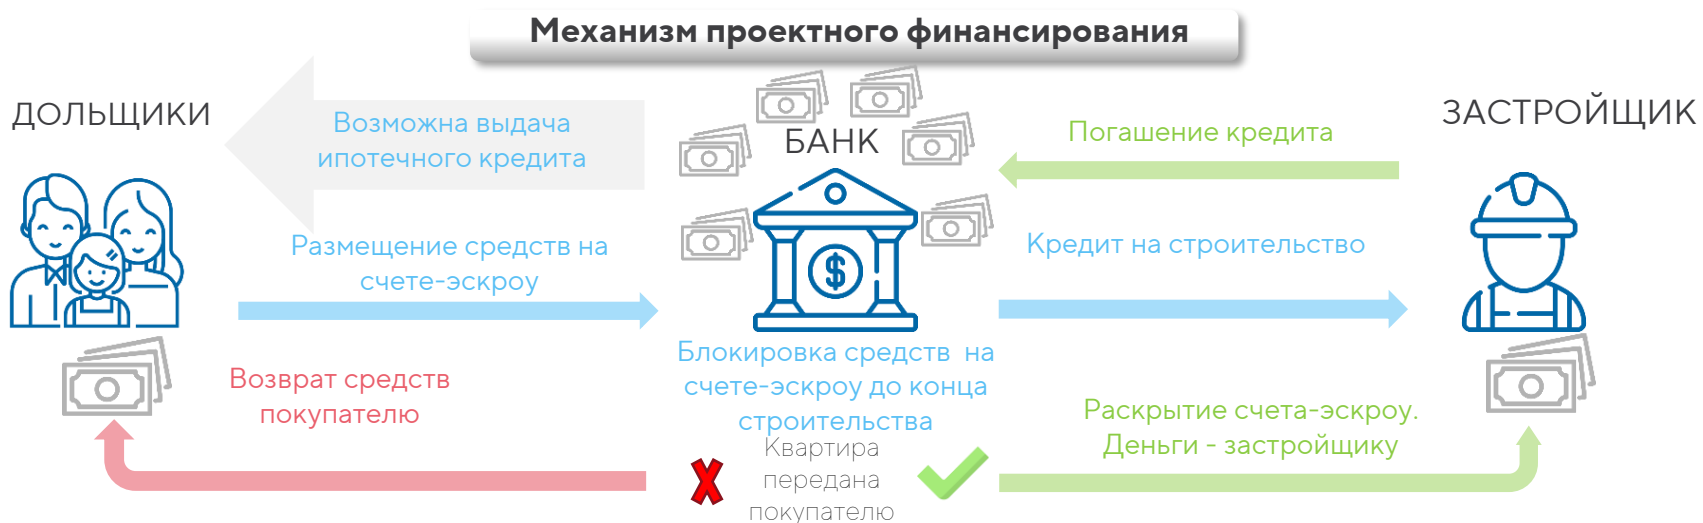 Механизм проектного финансирования
ДОЛЬЩИКИ
Возможна выдача
ипотечного кредита
БАНК
Погашение кредита
ЗАСТРОЙЩИК
Размещение средств на
счете-эскроу
$
Кредит на строительство
Блокировка средств на
счете-эскроу до конца
строительства
Возврат средств
покупателю
Раскрытие счета-эскроу.
Деньги - застройщику
Квартира
передана
покупателю